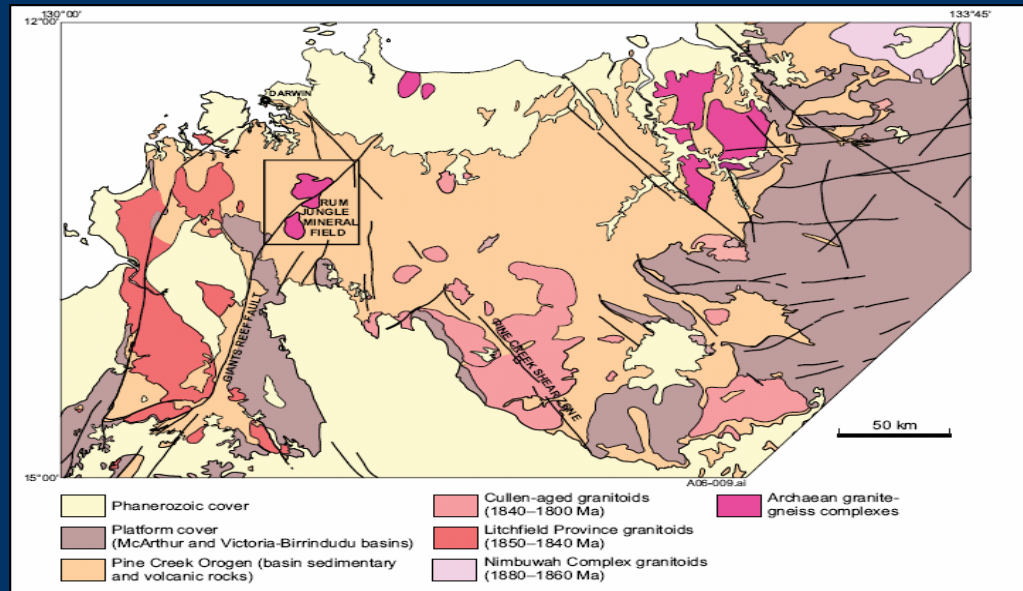 130°00'
133°45'
12°00'
DARWIN
RUM
JUNGLE
MINERAL
FIELD
GIANTS REEF FAULT
PINE CREEK SHEAR ZONE
50 km
15°00'
A06-009.ai
Phanerozoic cover
Platform cover
(McArthur and Victoria-Birrindudu basins)
Pine Creek Orogen (basin sedimentary
and volcanic rocks)
Cullen-aged granitoids
(1840–1800 Ma)
Litchfield Province granitoids
(1850–1840 Ma)
Nimbuwah Complex granitoids
(1880–1860 Ma)
Archaean granite-
gneiss complexes